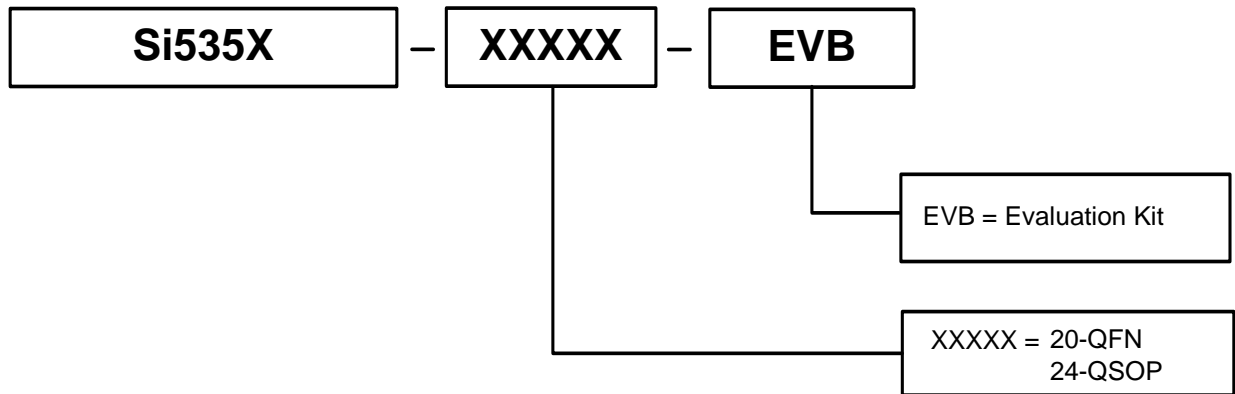 Si535X – XXXXX – EVB
EVB = Evaluation Kit
XXXXX = 20-QFN
24-QSOP